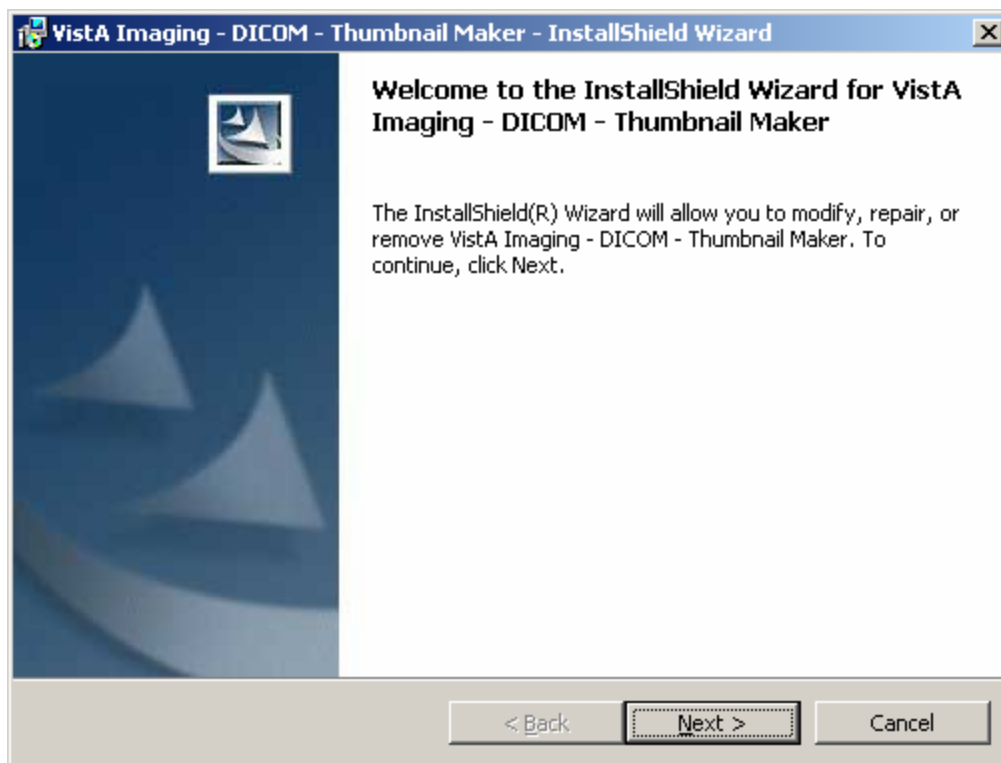 VistA Imaging - DICOM - Thumbnail Maker - InstallShield Wizard
Welcome to the InstallShield Wizard for VistA
Imaging - DICOM - Thumbnail Maker
The InstallShield(R) Wizard will allow you to modify, repair, or
remove VistA Imaging - DICOM - Thumbnail Maker. To
continue, click Next.
< Back Next > Cancel